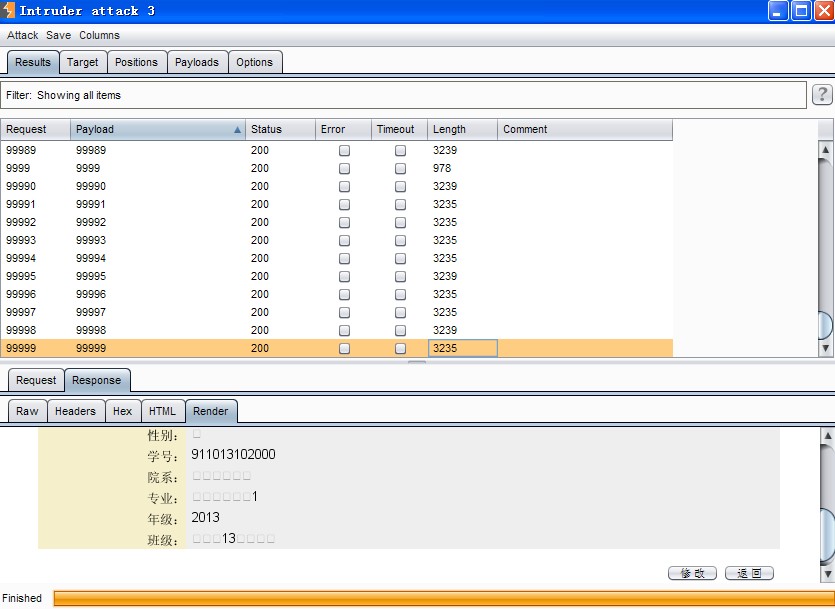 Intruder attack 3
Attack Save Columns
Results Target Positions Payloads Options
Filter: Showing all items ?
Request Payload Status Error Timeout Length Comment
99989 99989 200 3239
9999 9999 200 978
99990 99990 200 3239
99991 99991 200 3235
99992 99992 200 3235
99993 99993 200 3235
99994 99994 200 3235
99995 99995 200 3239
99996 99996 200 3235
99997 99997 200 3235
99998 99998 200 3239
99999 99999 200 3235
Request Response
Raw Headers Hex HTML Render
性别： □
学号： 911013102000
院系： □□□□□□
专业： □□□□□□1
年级： 2013
班级： □□□13□□□□
修改 返回
Finished